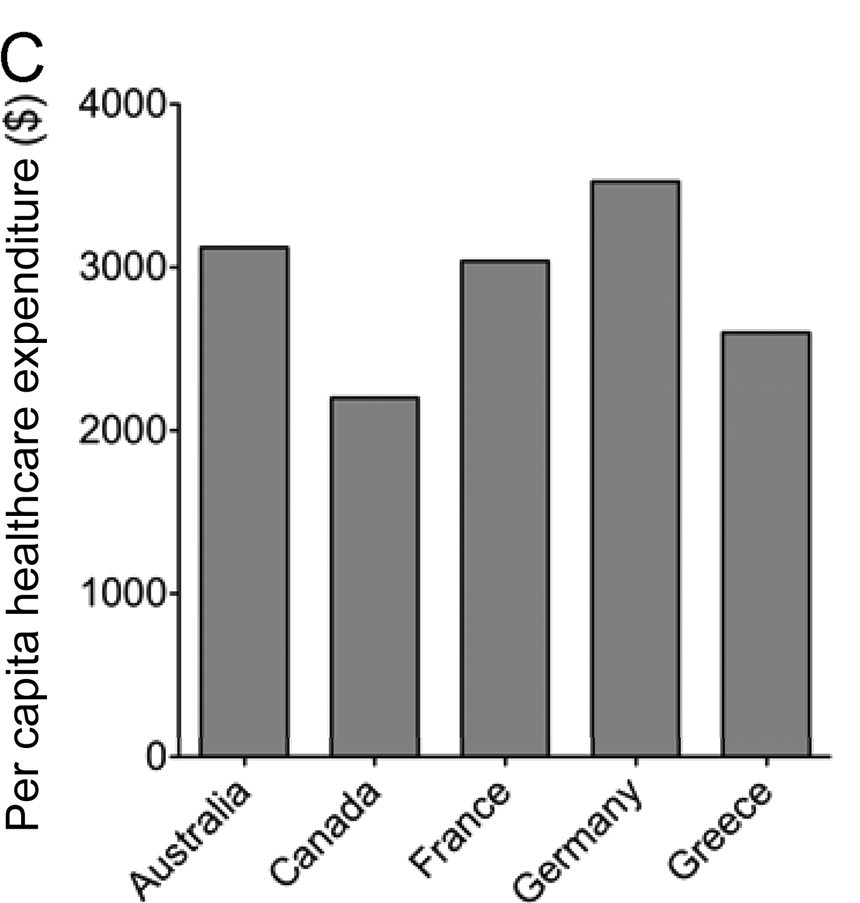 C
Per capita healthcare expenditure ($)
4000
3000
2000
1000
0
Australia
Canada
France
Germany
Greece